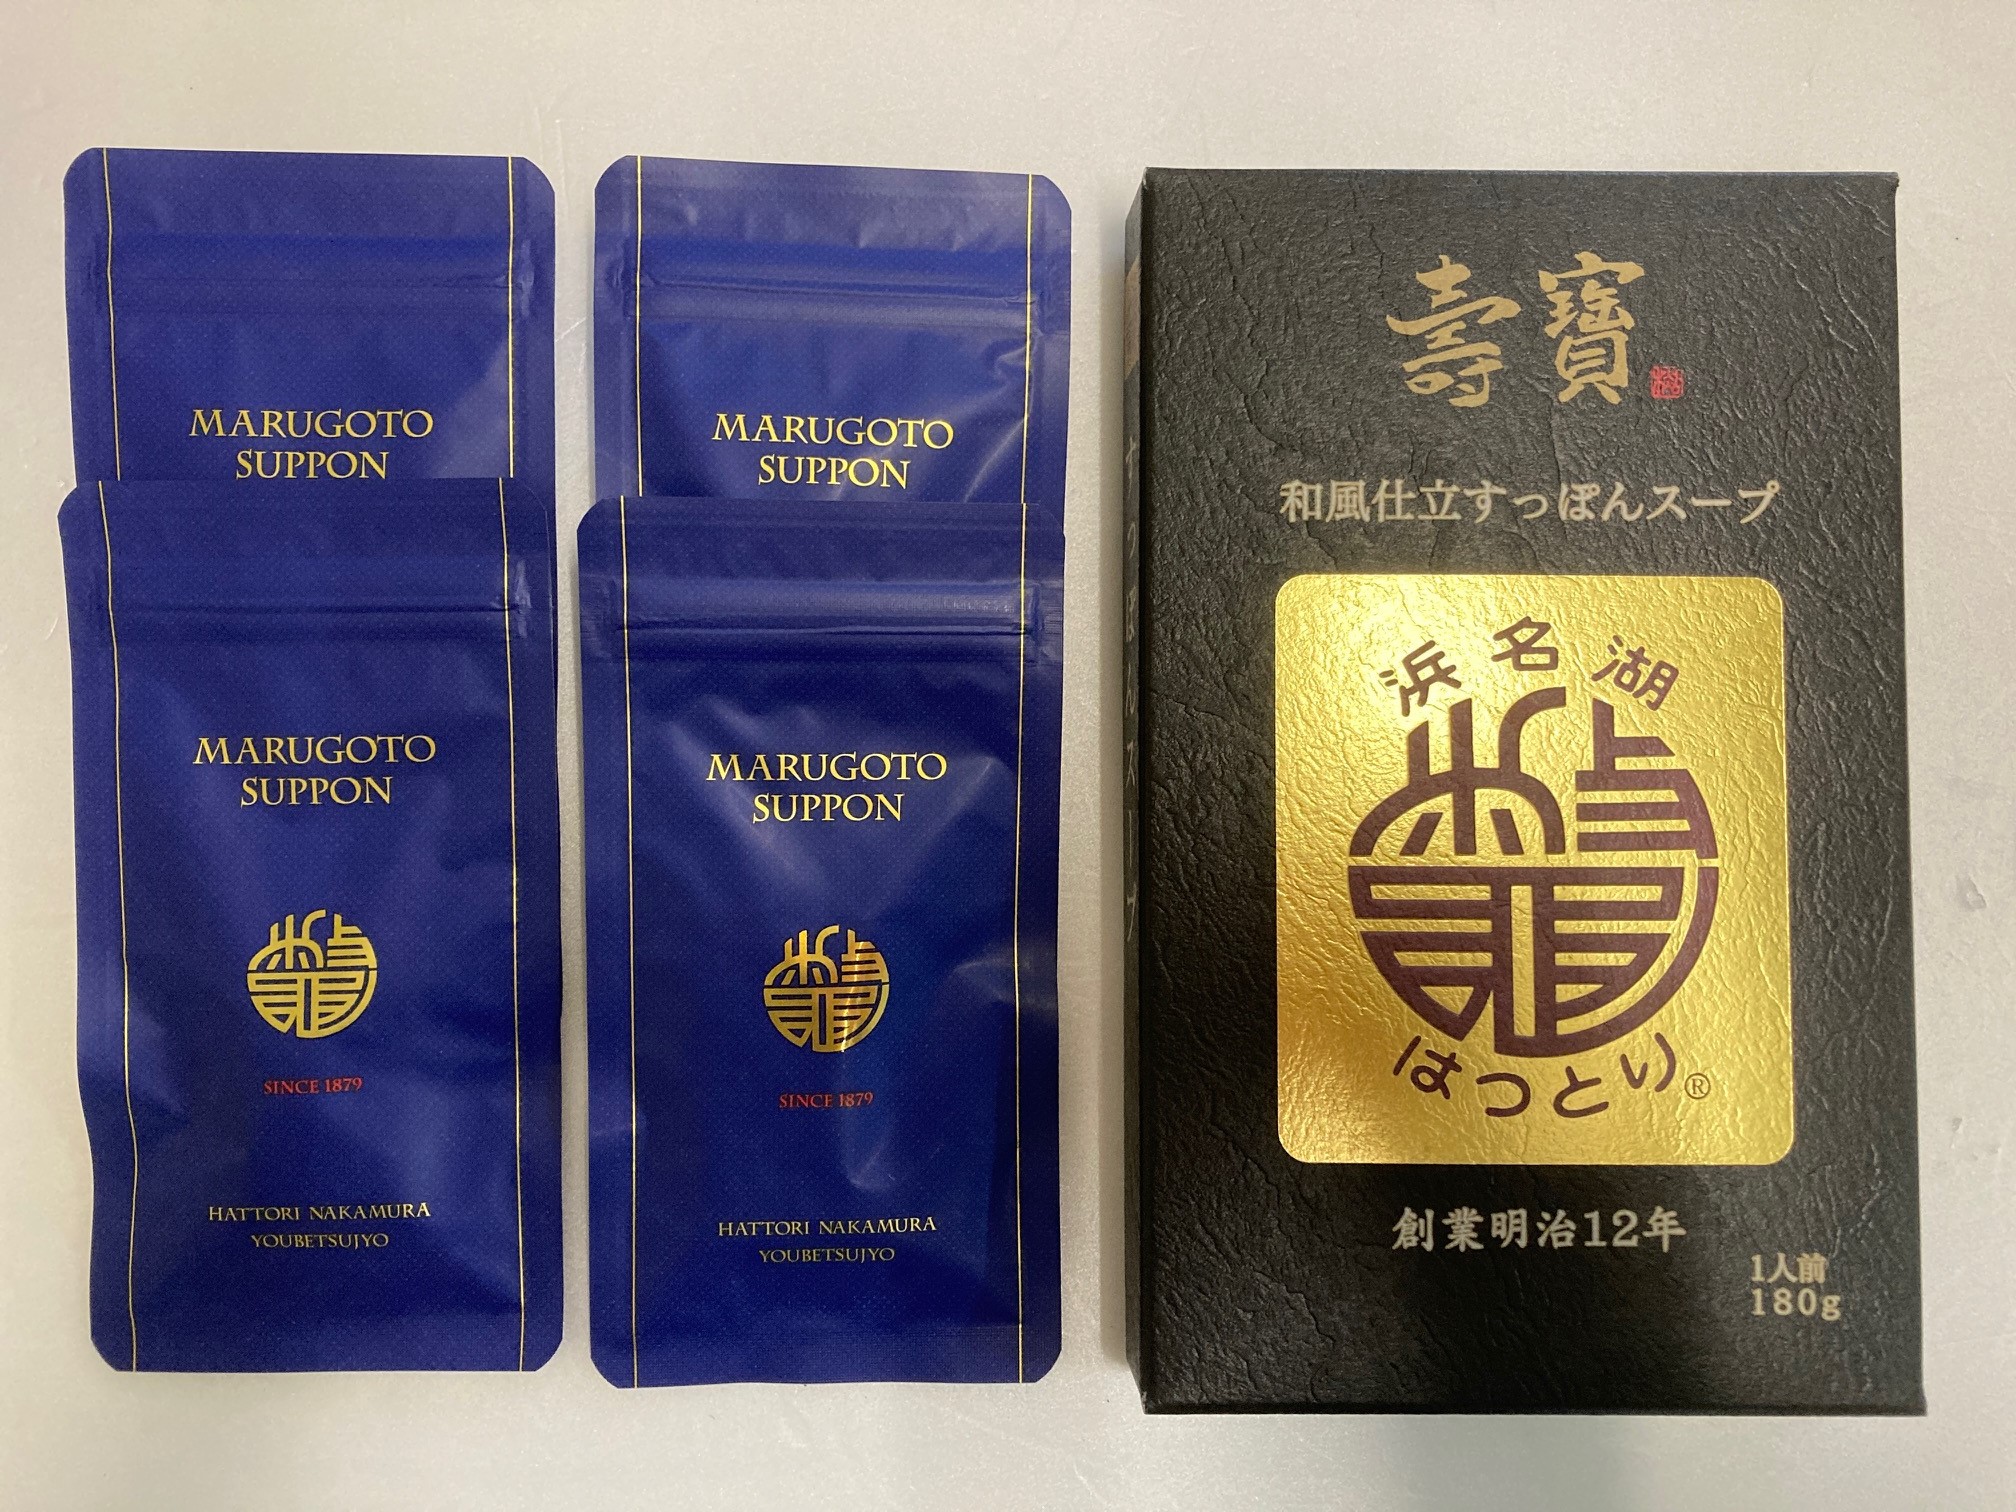 MARUGOTO
SUPPON
MARUGOTO
SUPPON
SINCE 1879
HATTORI NAKAMURA
YOUBETSUJYO
MARUGOTO
SUPPON
MARUGOTO
SUPPON
SINCE 1879
HATTORI NAKAMURA
YOUBETSUJYO
壽寶
和風仕立すっぽんスープ
浜名湖
はっとり®
創業明治12年
1人前
180g